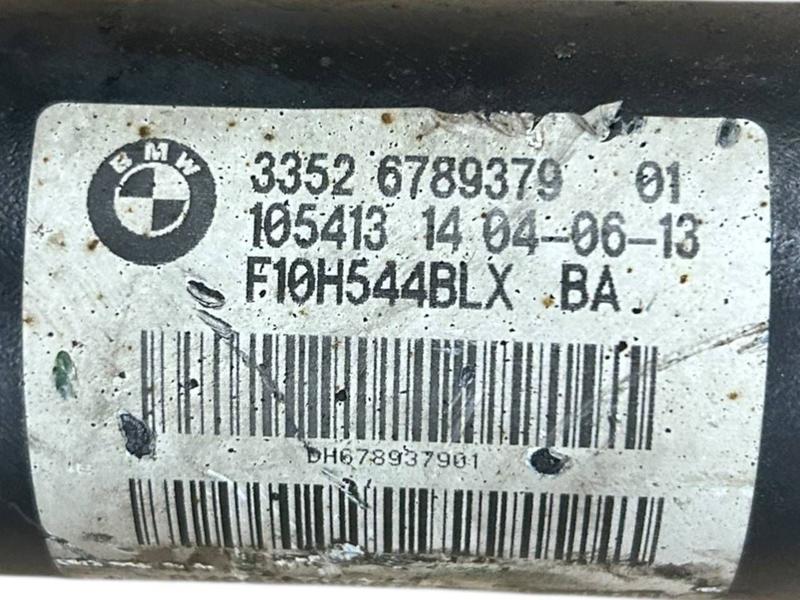 BMW
3352 6789379 01
105413 14 04-06-13
F10H544BLX BA
DH678937901